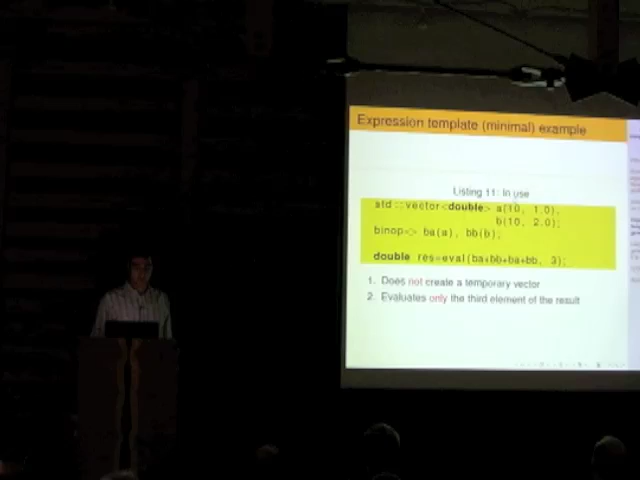 Expression template (minimal) example
Listing 11: In use
std::vector<double> a(10, 1.0),
b(10, 2.0);
binop<> ba(a), bb(b);
double res=eval(ba+bb+ba+bb, 3);
1. Does not create a temporary vector
2. Evaluates only the third element of the result